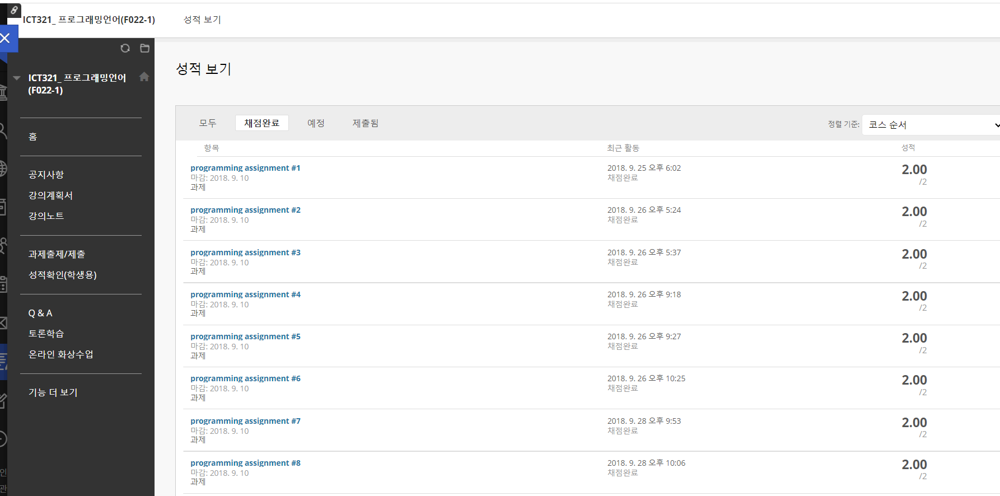 ICT321_ 프로그래밍언어(F022-1)
성적 보기
ICT321_ 프로그래밍언어
(F022-1)
홈
공지사항
강의계획서
강의노트
과제출제/제출
성적확인(학생용)
Q & A
토론학습
온라인 화상수업
기능 더 보기
인
관
성적 보기
모두 채점완료 예정 제출됨
정렬 기준: 코스 순서
항목 최근 활동 성적
programming assignment #1 2018. 9. 25 오후 6:02 2.00
마감: 2018. 9. 10 채점완료 /2
과제
programming assignment #2 2018. 9. 26 오후 5:24 2.00
마감: 2018. 9. 10 채점완료 /2
과제
programming assignment #3 2018. 9. 26 오후 5:37 2.00
마감: 2018. 9. 10 채점완료 /2
과제
programming assignment #4 2018. 9. 26 오후 9:18 2.00
마감: 2018. 9. 10 채점완료 /2
과제
programming assignment #5 2018. 9. 26 오후 9:27 2.00
마감: 2018. 9. 10 채점완료 /2
과제
programming assignment #6 2018. 9. 26 오후 10:25 2.00
마감: 2018. 9. 10 채점완료 /2
과제
programming assignment #7 2018. 9. 28 오후 9:53 2.00
마감: 2018. 9. 10 채점완료 /2
과제
programming assignment #8 2018. 9. 28 오후 10:06 2.00
마감: 2018. 9. 10 채점완료 /2
과제